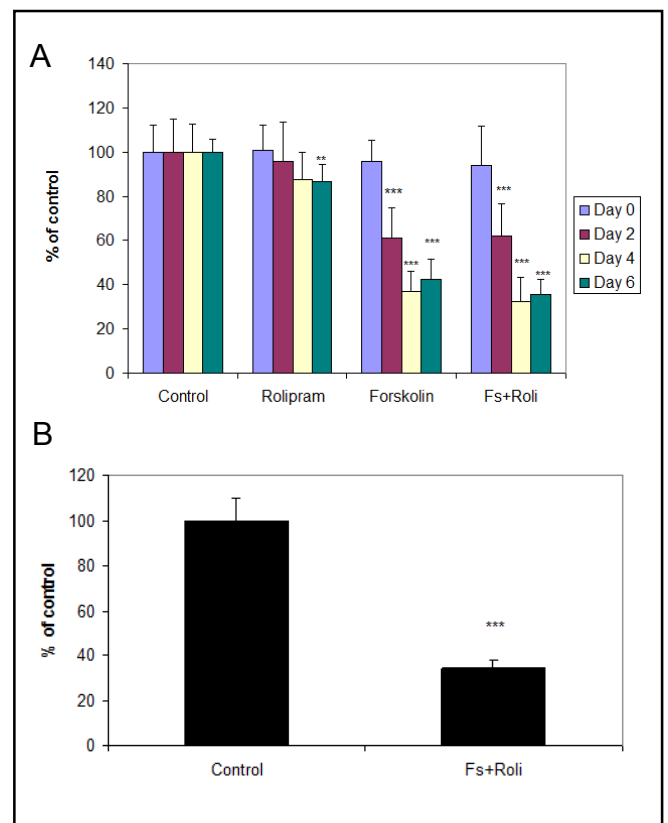 A
140
120
100
80
60
40
20
0
% of control
**
***
***
***
***
***
***
Control Rolipram Forskolin Fs+Roli
Day 0
Day 2
Day 4
Day 6
B
120
100
80
60
40
20
0
% of control
***
Control Fs+Roli